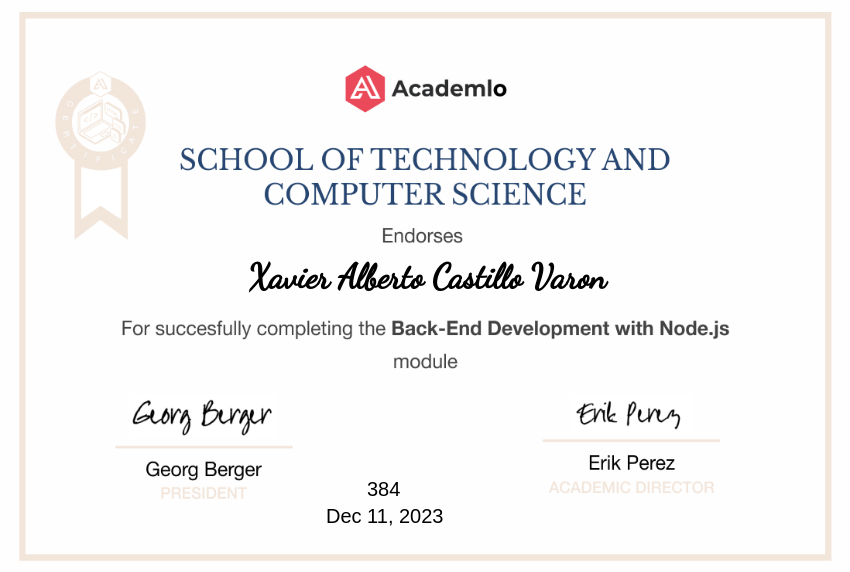 Academlo
CERTIFICATE
SCHOOL OF TECHNOLOGY AND
COMPUTER SCIENCE
Endorses
Xavier Alberto Castillo Varon
For succesfully completing the Back-End Development with Node.js
module
Georg Berger
Erik Perez
Georg Berger
Erik Perez
PRESIDENT
ACADEMIC DIRECTOR
384
Dec 11, 2023